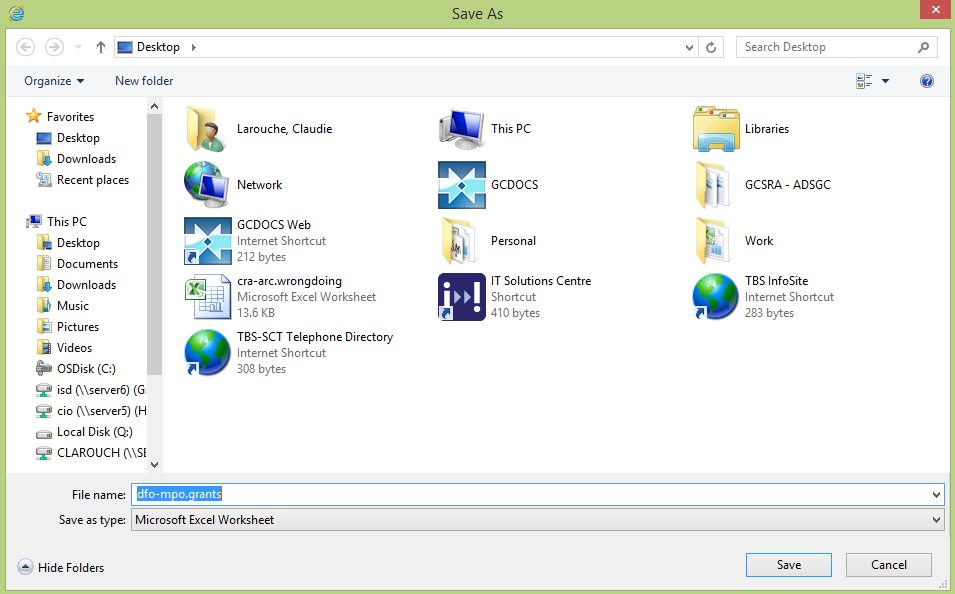 Save As
Desktop
Search Desktop
Organize
New folder
Favorites
Desktop
Downloads
Recent places
This PC
Desktop
Documents
Downloads
Music
Pictures
Videos
OSDisk (C:)
isd (\\server6) (G:
cio (\\server5) (H
Local Disk (Q:)
CLAROUCH (\\SE
Larouche, Claudie
This PC
Libraries
Network
GCDOCS
GCSRA - ADSGC
GCDOCS Web
Internet Shortcut
212 bytes
Personal
Work
cra-arc.wrongdoing
Microsoft Excel Worksheet
13.6 KB
IT Solutions Centre
Shortcut
410 bytes
TBS InfoSite
Internet Shortcut
283 bytes
TBS-SCT Telephone Directory
Internet Shortcut
308 bytes
File name: dfo-mpo.grants
Save as type: Microsoft Excel Worksheet
Hide Folders
Save
Cancel